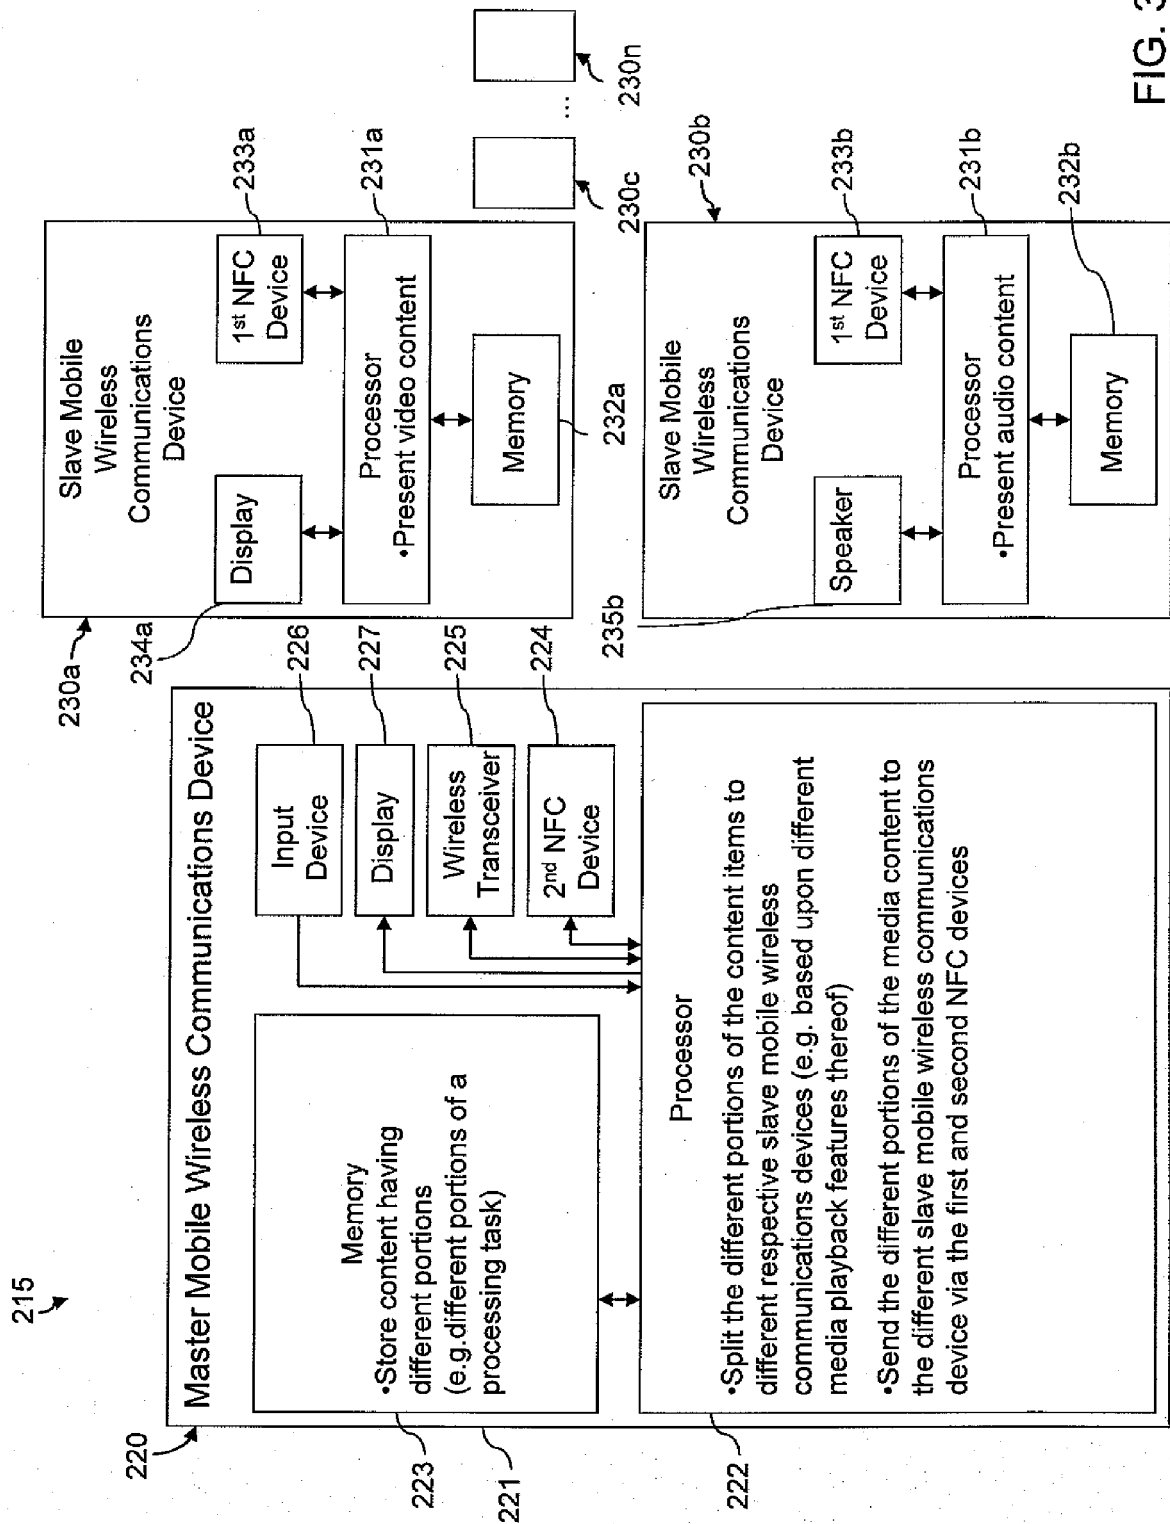 215
220
Master Mobile Wireless Communications Device
Memory
•Store content having
different portions
(e.g.different portions of a
processing task)
223
221
Input
Device
226
Display
227
Wireless
Transceiver
225
2nd NFC
Device
224
Processor
•Split the different portions of the content items to
different respective slave mobile wireless
communications devices (e.g. based upon different
media playback features thereof)
•Send the different portions of the media content to
the different slave mobile wireless communications
device via the first and second NFC devices
222
230a
Slave Mobile
Wireless
Communications
Device
Display
234a
1st NFC
Device
233a
Processor
•Present video content
231a
Memory
232a
230c
...
230n
Slave Mobile
Wireless
Communications
Device
230b
Speaker
235b
1st NFC
Device
233b
Processor
•Present audio content
231b
Memory
232b
FIG. 3